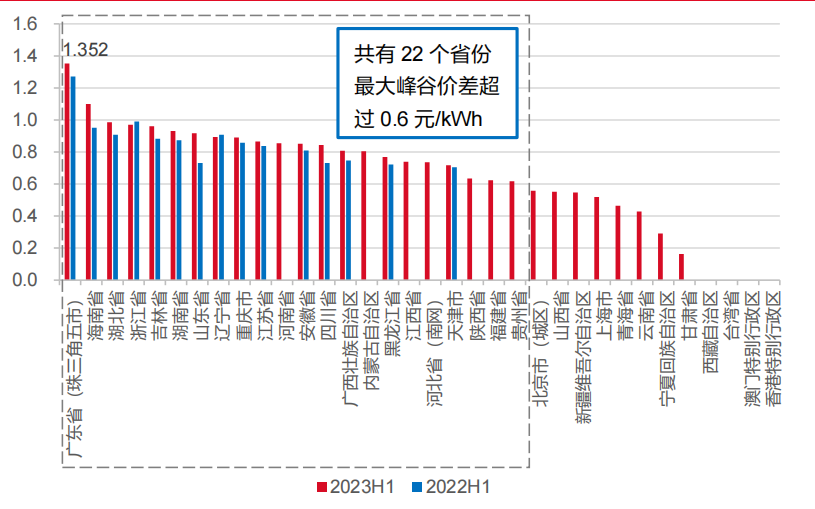 1.6
1.4
1.2
1.0
0.8
0.6
0.4
0.2
0.0
1.352
共有 22 个省份
最大峰谷价差超
过 0.6 元/kWh
广东省（珠三角五市）
海南省
湖北省
浙江省
吉林省
湖南省
山东省
辽宁省
重庆市
江苏省
河南省
安徽省
四川省
广西壮族自治区
内蒙古自治区
黑龙江省
江西省
河北省（南网）
天津市
陕西省
福建省
贵州省
北京市（城区）
山西省
新疆维吾尔自治区
上海市
青海省
云南省
宁夏回族自治区
甘肃省
西藏自治区
台湾省
澳门特别行政区
香港特别行政区
2023H1
2022H1